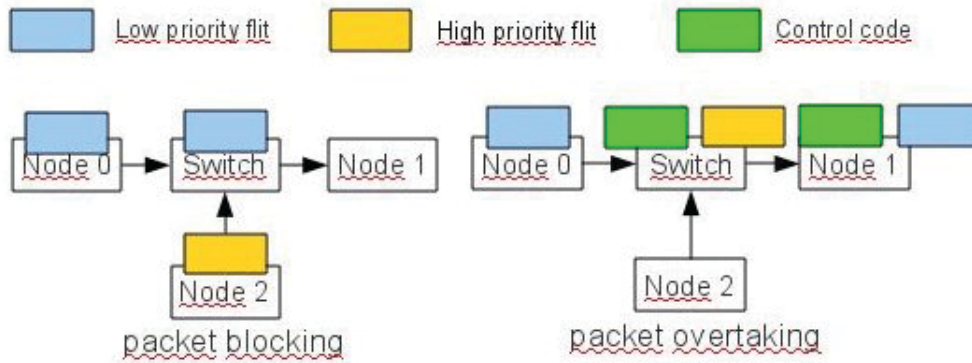 Low priority flit
High priority flit
Control code
Node 0
Switch
Node 1
Node 0
Switch
Node 1
Node 2
Node 2
packet blocking
packet overtaking